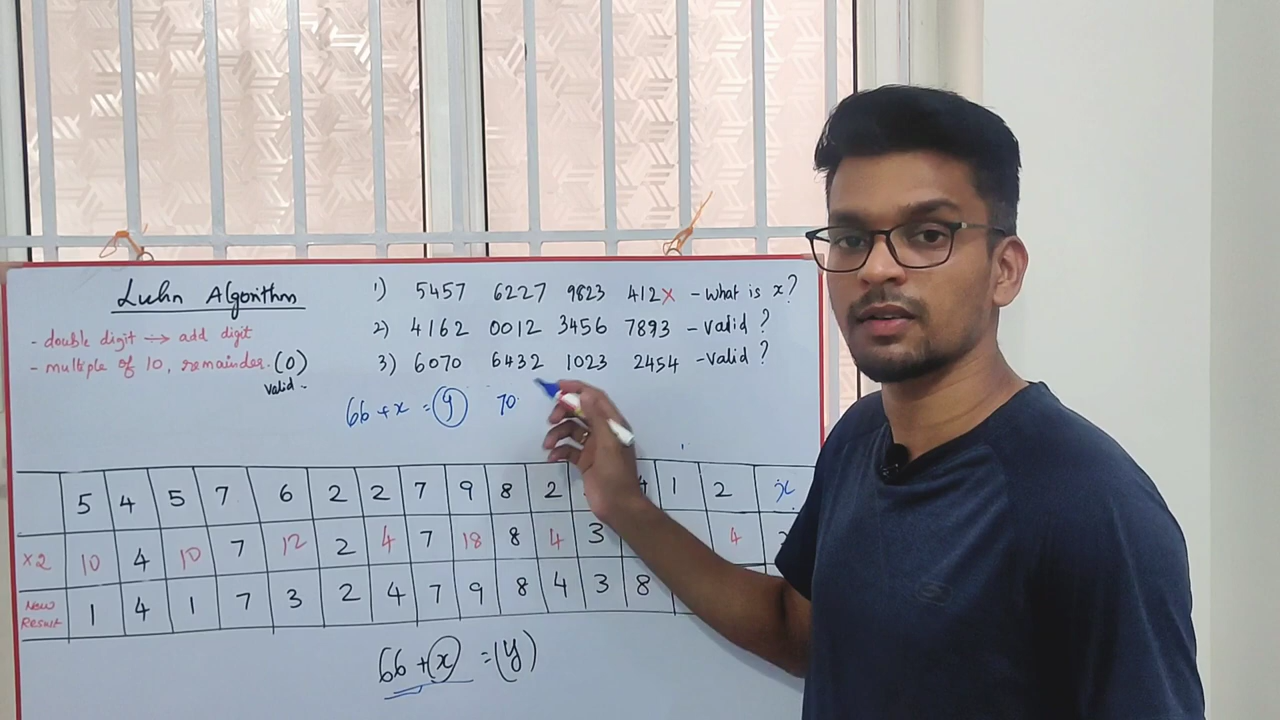 Luhn Algorithm
- double digit → add digit
- multiple of 10, remainder (0)
valid.
1) 5457 6227 9823 412x - What is x?
2) 4162 0012 3456 7893 - valid?
3) 6070 6432 1023 2454 - valid?
66 + x = (y) 70
5 4 5 7 6 2 2 7 9 8 2 4 1 2 x
x2 10 4 10 7 12 2 4 7 18 8 4 3 4
New Result 1 4 1 7 3 2 4 7 9 8 4 3 8
66 + (x) = (y)